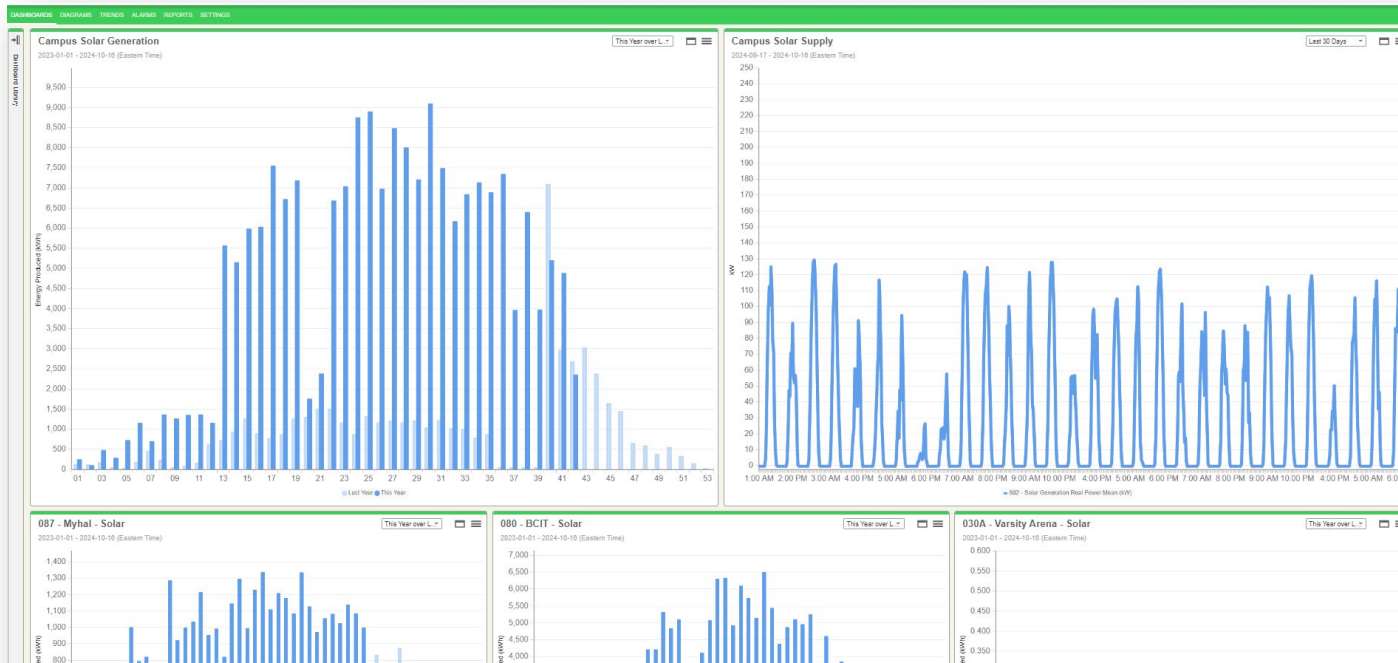 DASHBOARDS DIAGRAMS TRENDS ALARMS REPORTS SETTINGS
Dashboard Library
Campus Solar Generation
This Year over L...
2023-01-01 - 2024-10-16 (Eastern Time)
9,500
9,000
8,500
8,000
7,500
7,000
6,500
6,000
5,500
5,000
4,500
4,000
3,500
3,000
2,500
2,000
1,500
1,000
500
0
Energy Produced (kWh)
01 03 05 07 09 11 13 15 17 19 21 23 25 27 29 31 33 35 37 39 41 43 45 47 49 51 53
Last Year This Year
Campus Solar Supply
Last 30 Days
2024-09-17 - 2024-10-16 (Eastern Time)
250
240
230
220
210
200
190
180
170
160
150
140
130
120
110
100
90
80
70
60
50
40
30
20
10
0
kW
1:00 AM 2:00 PM 3:00 AM 4:00 PM 5:00 AM 6:00 PM 7:00 AM 8:00 PM 9:00 AM 10:00 PM 4:00 PM 5:00 AM 6:00 PM 7:00 AM 8:00 PM 9:00 AM 10:00 PM 4:00 PM 5:00 AM 6:0
002 - Solar Generation Real Power Mean (kW)
087 - Myhal - Solar
This Year over L...
2023-01-01 - 2024-10-16 (Eastern Time)
1,400
1,300
1,200
1,100
1,000
900
800
ed (kWh)
080 - BCIT - Solar
This Year over L...
2023-01-01 - 2024-10-16 (Eastern Time)
7,000
6,500
6,000
5,500
5,000
4,500
4,000
ed (kWh)
030A - Varsity Arena - Solar
This Year over L...
2023-01-01 - 2024-10-16 (Eastern Time)
0.600
0.550
0.500
0.450
0.400
0.350
ed (kWh)